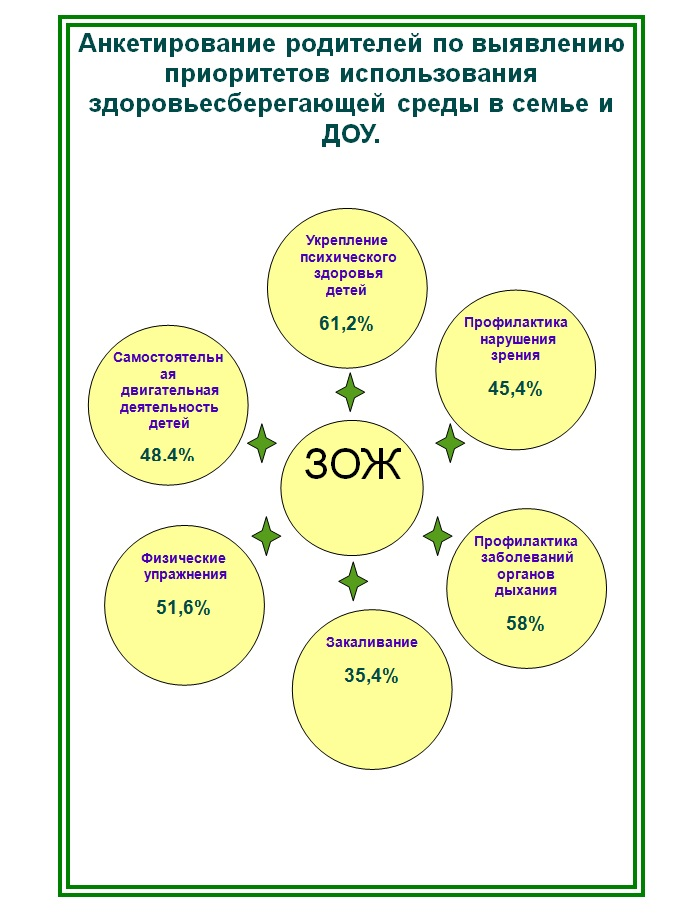 Анкетирование родителей по выявлению
приоритетов использования
здоровьесберегающей среды в семье и
ДОУ.
Укрепление
психического
здоровья
детей
61,2%
Профилактика
нарушения
зрения
45,4%
Самостоятельн
ая
двигательная
деятельность
детей
48,4%
ЗОЖ
Физические
упражнения
51,6%
Профилактика
заболеваний
органов
дыхания
58%
Закаливание
35,4%